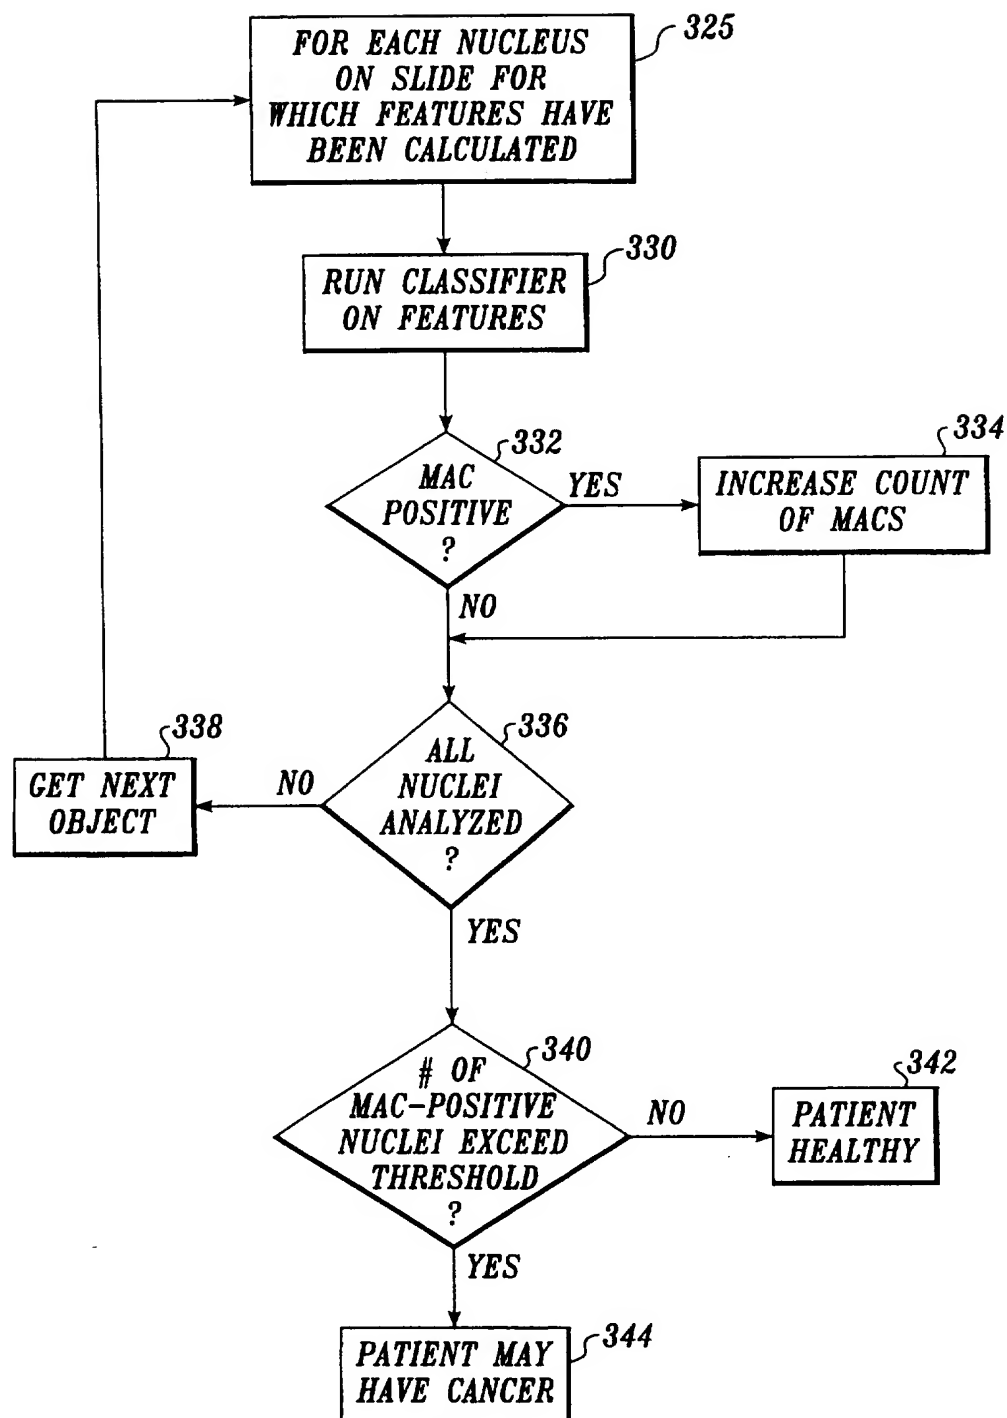 FOR EACH NUCLEUS
ON SLIDE FOR
WHICH FEATURES HAVE
BEEN CALCULATED
325
RUN CLASSIFIER
ON FEATURES
330
MAC
POSITIVE
?
332
YES
INCREASE COUNT
OF MACS
334
NO
ALL
NUCLEI
ANALYZED
?
336
NO
GET NEXT
OBJECT
338
YES
# OF
MAC-POSITIVE
NUCLEI EXCEED
THRESHOLD
?
340
NO
PATIENT
HEALTHY
342
YES
PATIENT MAY
HAVE CANCER
344